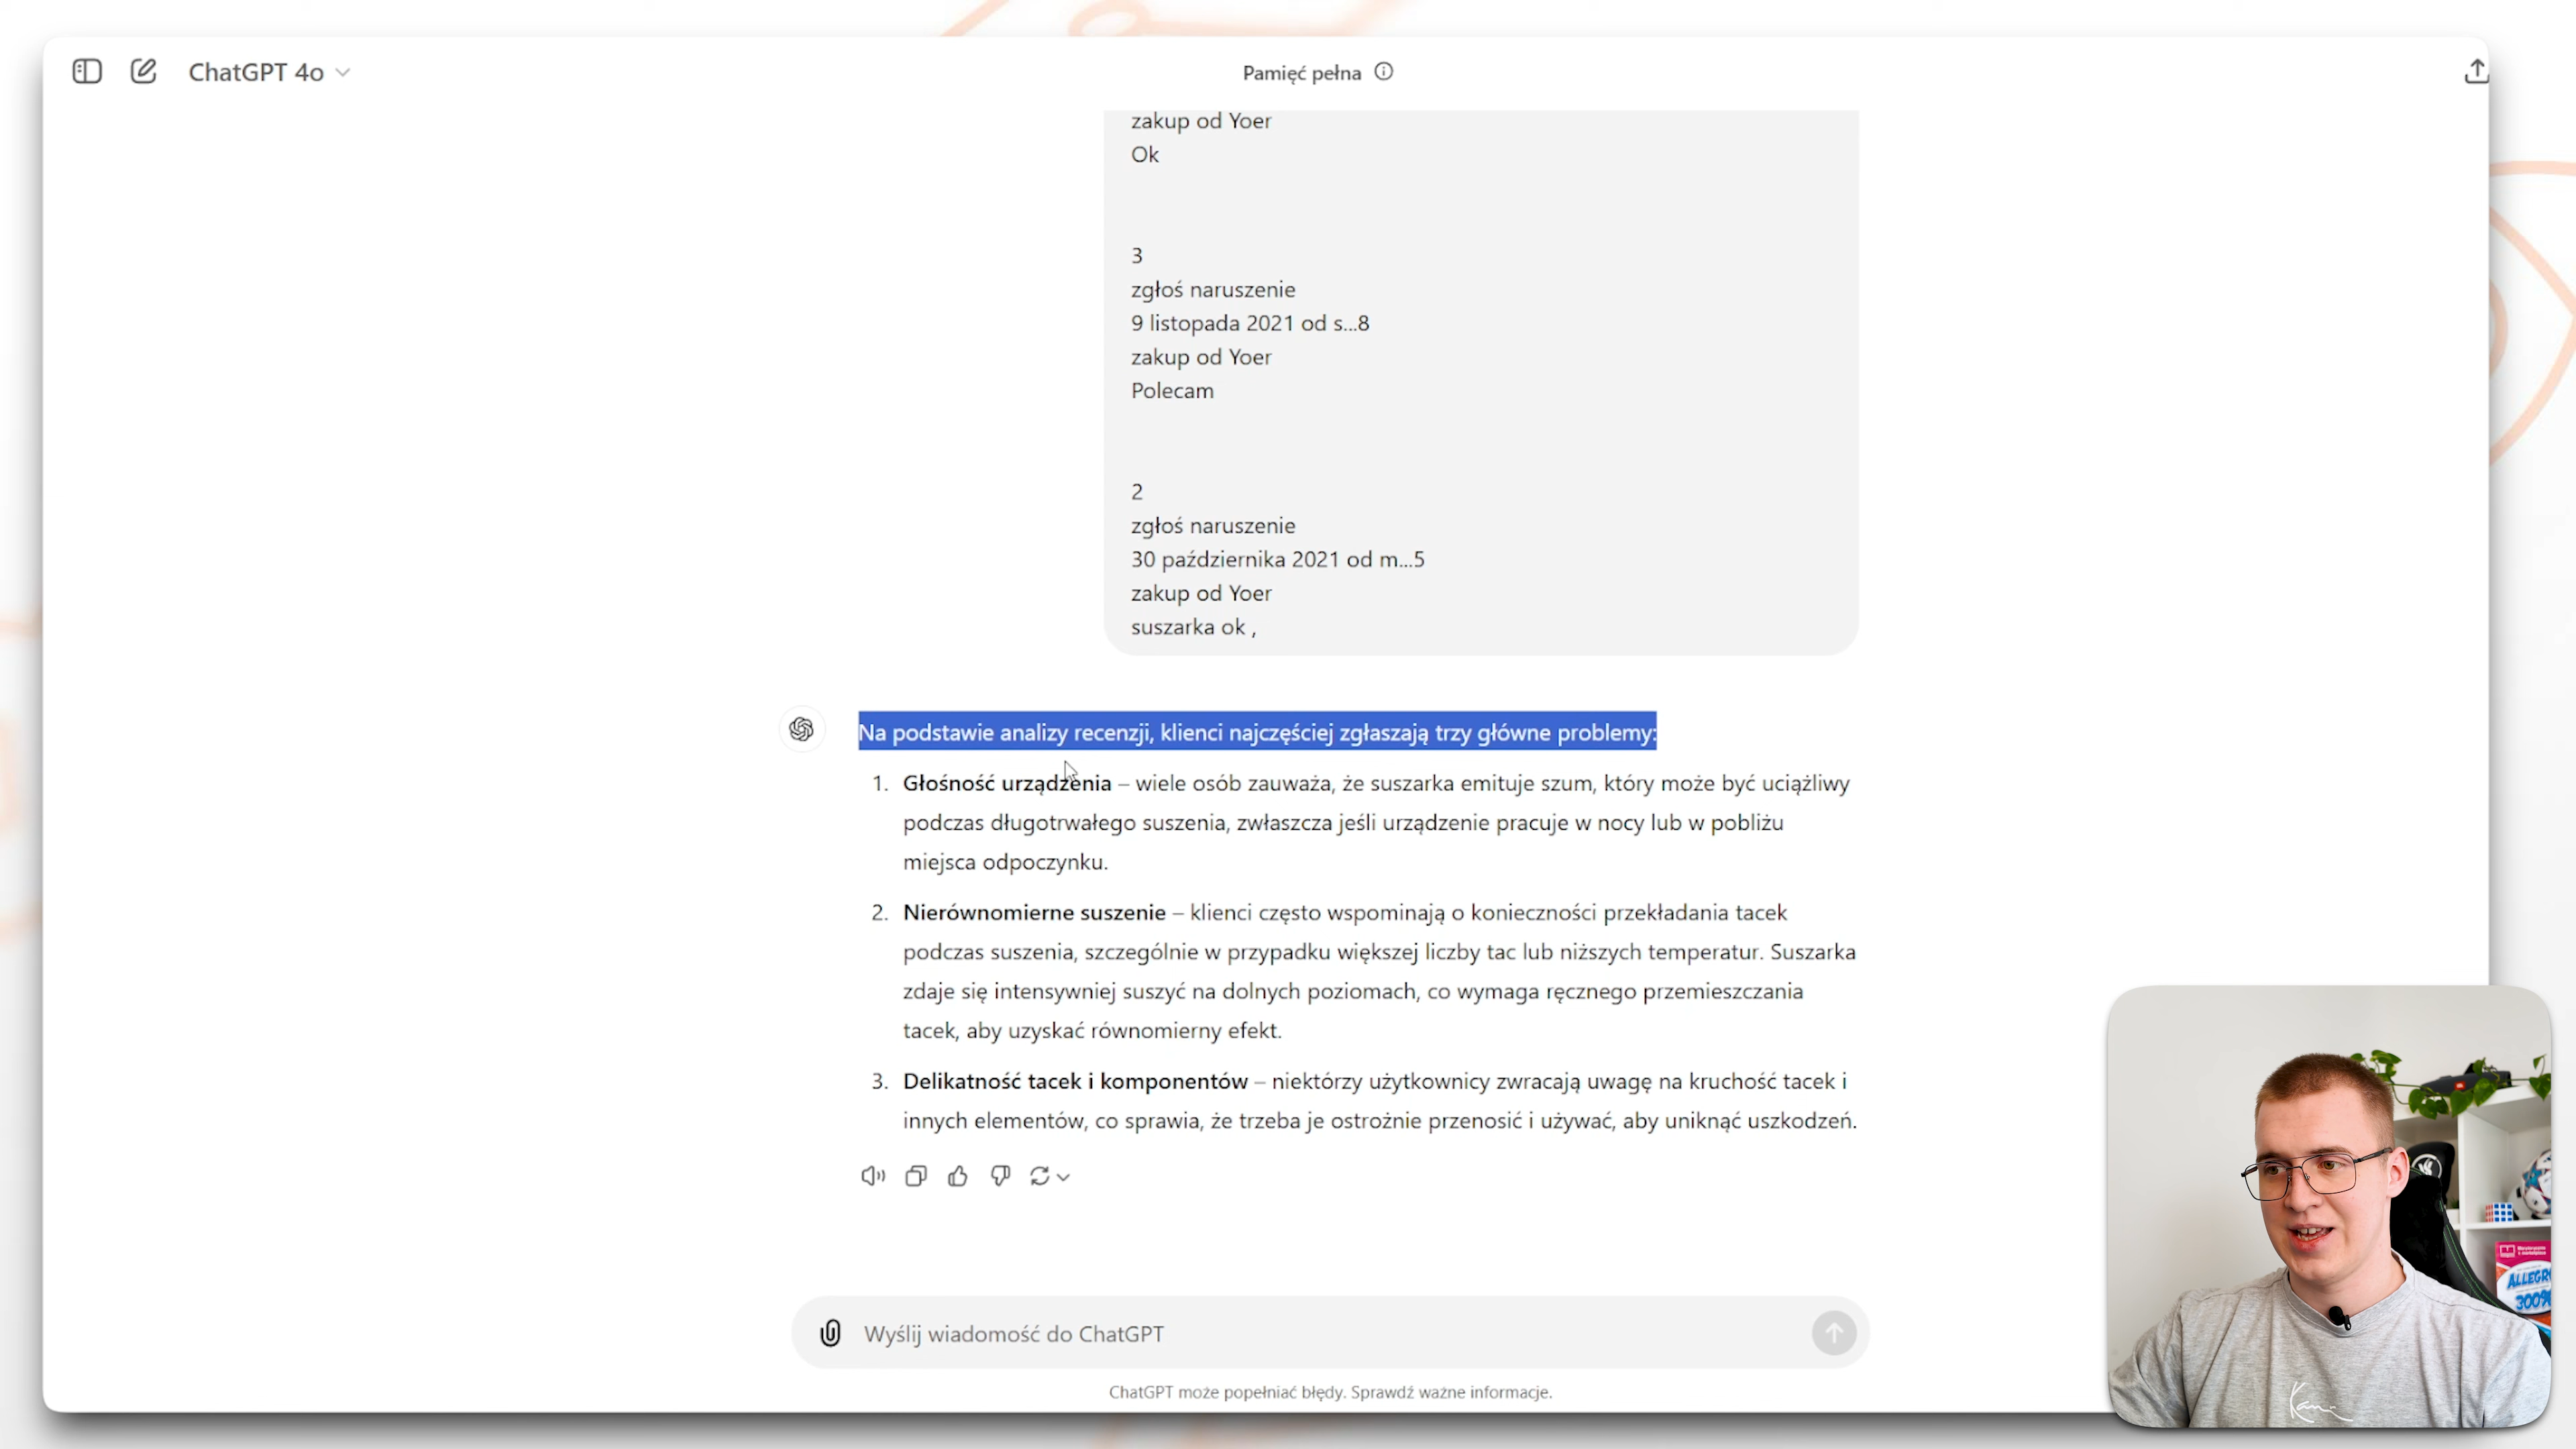 ChatGPT 4o
Pamięć pełna
zakup od Yoer
Ok
3
zgłoś naruszenie
9 listopada 2021 od s...8
zakup od Yoer
Polecam
2
zgłoś naruszenie
30 października 2021 od m...5
zakup od Yoer
suszarka ok ,
Na podstawie analizy recenzji, klienci najczęściej zgłaszają trzy główne problemy:
1. Głośność urządzenia – wiele osób zauważa, że suszarka emituje szum, który może być uciążliwy
podczas długotrwałego suszenia, zwłaszcza jeśli urządzenie pracuje w nocy lub w pobliżu
miejsca odpoczynku.
2. Nierównomierne suszenie – klienci często wspominają o konieczności przekładania tacek
podczas suszenia, szczególnie w przypadku większej liczby tac lub niższych temperatur. Suszarka
zdaje się intensywniej suszyć na dolnych poziomach, co wymaga ręcznego przemieszczania
tacek, aby uzyskać równomierny efekt.
3. Delikatność tacek i komponentów – niektórzy użytkownicy zwracają uwagę na kruchość tacek i
innych elementów, co sprawia, że trzeba je ostrożnie przenosić i używać, aby uniknąć uszkodzeń.
Wyślij wiadomość do ChatGPT
ChatGPT może popełniać błędy. Sprawdź ważne informacje.
ALLEGR
300%